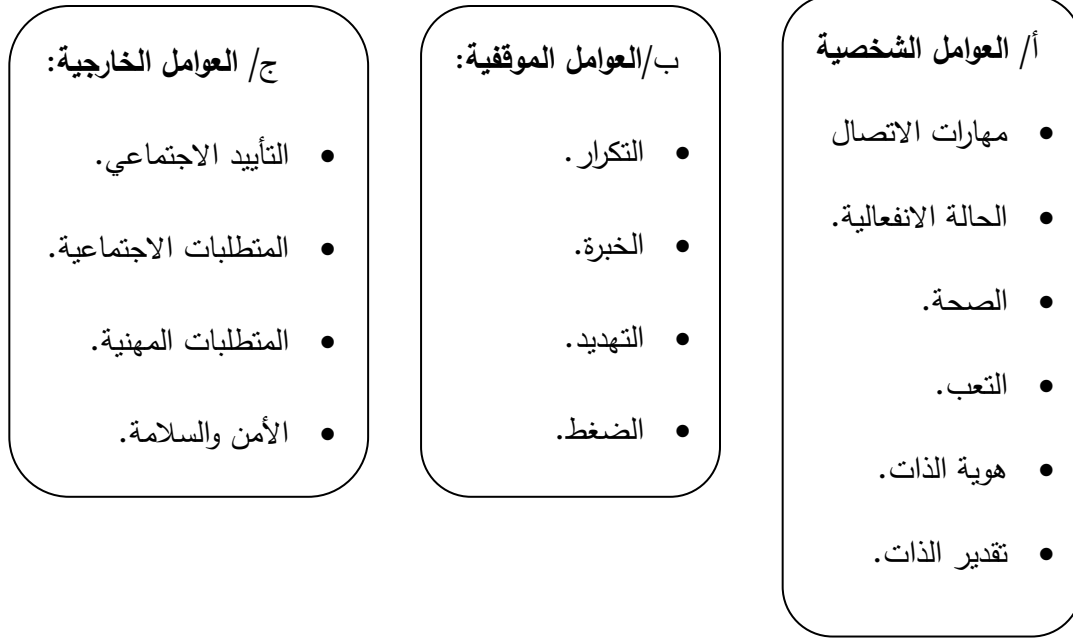 أ/ العوامل الشخصية
• مهارات الاتصال
• الحالة الانفعالية.
• الصحة.
• التعب.
• هوية الذات.
• تقدير الذات.
ب/العوامل الموقفية:
• التكرار.
• الخبرة.
• التهديد.
• الضغط.
ج/ العوامل الخارجية:
• التأييد الاجتماعي.
• المتطلبات الاجتماعية.
• المتطلبات المهنية.
• الأمن والسلامة.